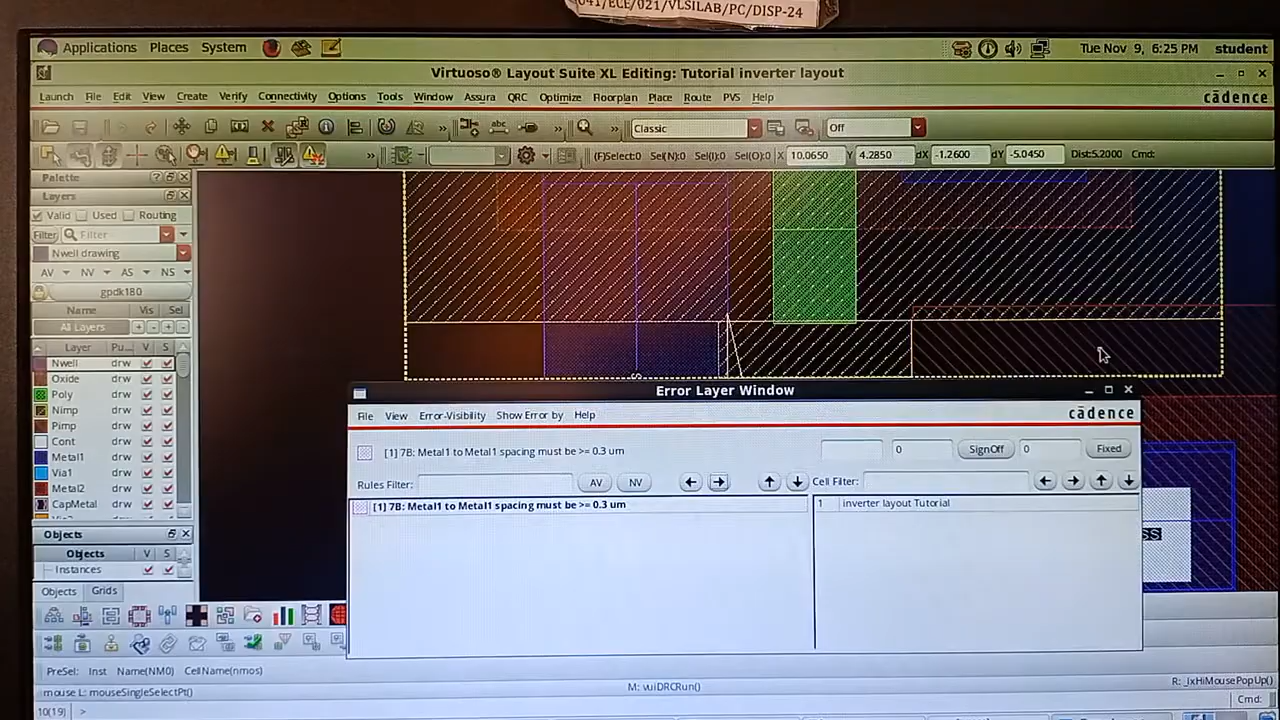 041/ECE/021/VLSILAB/PC/DISP-24
Applications Places System Tue Nov 9, 6:25 PM student
Virtuoso® Layout Suite XL Editing: Tutorial inverter layout
Launch File Edit View Create Verify Connectivity Options Tools Window Assura QRC Optimize Floorplan Place Route PVS Help cādence
» » » Classic Off
» (F)Select:0 Sel(N):0 Sel(I):0 Sel(O):0 X 10.0650 Y 4.2850 dX -1.2600 dY -5.0450 Dist:5.2000 Cmd:
Palette
Layers
Valid Used Routing
Filter Filter
Nwell drawing
AV NV AS NS
gpdk180
Name Vis Sel
All Layers + - + -
Layer Pu... V S
Nwell drw
Oxide drw
Poly drw
Nimp drw
Pimp drw
Cont drw
Metal1 drw
Via1 drw
Metal2 drw
CapMetal drw
Objects
Objects V S
Instances
Objects Grids
S
Error Layer Window
File View Error-Visibility Show Error by Help cādence
[1] 7B: Metal1 to Metal1 spacing must be >= 0.3 um 0 SignOff 0 Fixed
Rules Filter: AV NV Cell Filter:
[1] 7B: Metal1 to Metal1 spacing must be >= 0.3 um 1 inverter layout Tutorial
ss
PreSel: Inst Name(NM0) CellName(nmos)
mouse L: mouseSingleSelectPt() M: vuiDRCRun() R: _lxHiMousePopUp()
10(19) > Cmd: